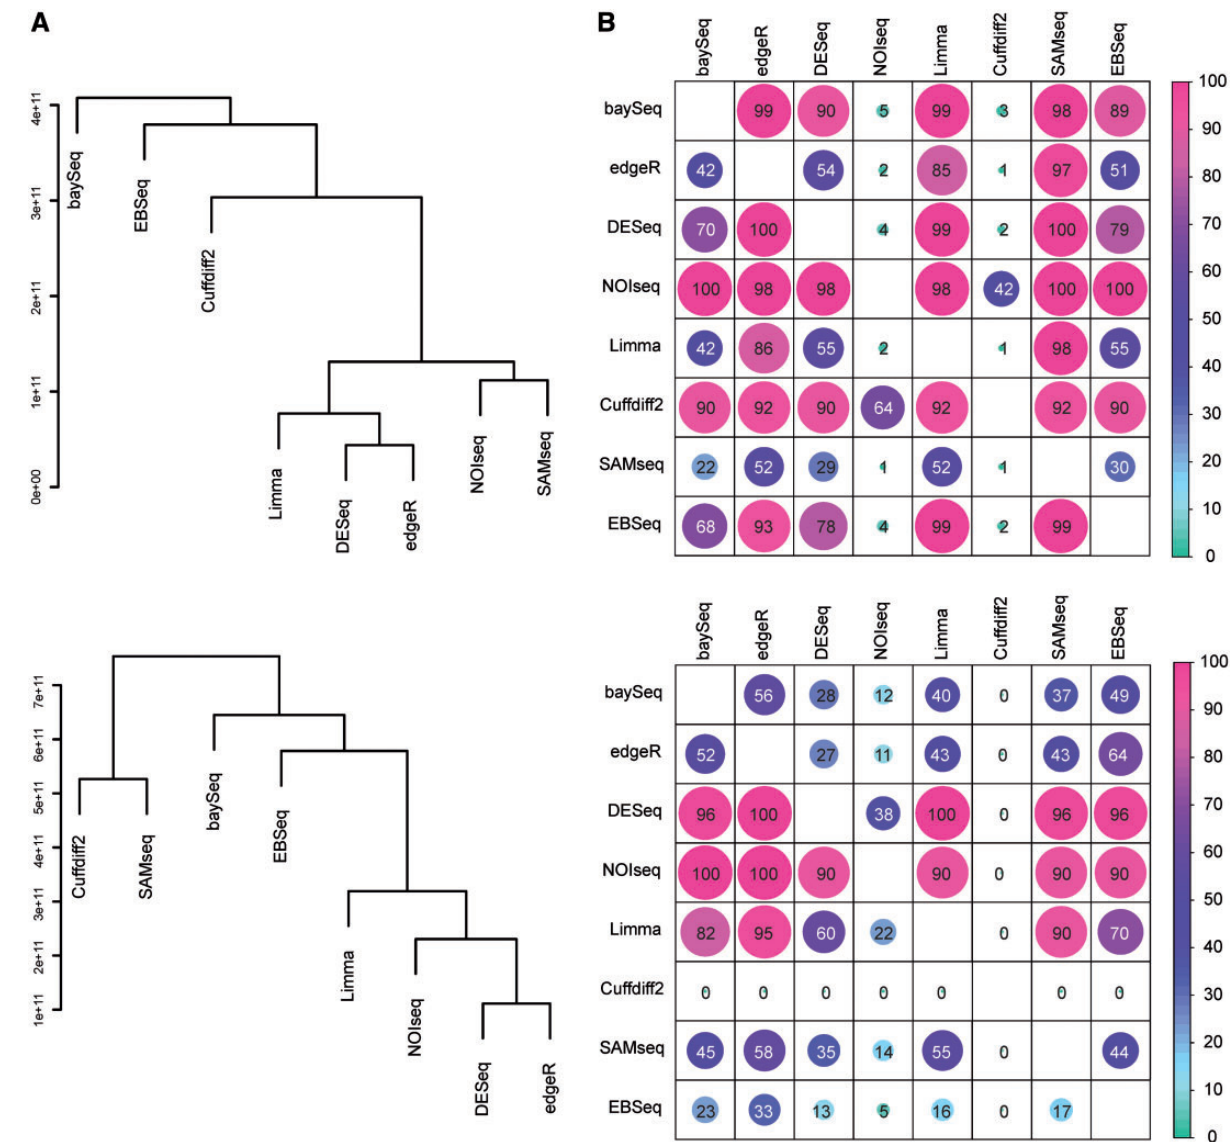 A
4e+11
3e+11
2e+11
1e+11
0e+00
baySeq
EBSeq
Cuffdiff2
Limma
DESeq
edgeR
NOIseq
SAMseq
B
baySeq edgeR DESeq NOIseq Limma Cuffdiff2 SAMseq EBSeq
baySeq 99 90 5 99 3 98 89
edgeR 42 54 2 85 1 97 51
DESeq 70 100 4 99 2 100 79
NOIseq 100 98 98 98 42 100 100
Limma 42 86 55 2 1 98 55
Cuffdiff2 90 92 90 64 92 92 90
SAMseq 22 52 29 1 52 1 30
EBSeq 68 93 78 4 99 2 99
100
90
80
70
60
50
40
30
20
10
0
7e+11
6e+11
5e+11
4e+11
3e+11
2e+11
1e+11
Cuffdiff2
SAMseq
baySeq
EBSeq
Limma
NOIseq
DESeq
edgeR
baySeq edgeR DESeq NOIseq Limma Cuffdiff2 SAMseq EBSeq
baySeq 56 28 12 40 0 37 49
edgeR 52 27 11 43 0 43 64
DESeq 96 100 38 100 0 96 96
NOIseq 100 100 90 90 0 90 90
Limma 82 95 60 22 0 90 70
Cuffdiff2 0 0 0 0 0 0 0
SAMseq 45 58 35 14 55 0 44
EBSeq 23 33 13 5 16 0 17
100
90
80
70
60
50
40
30
20
10
0